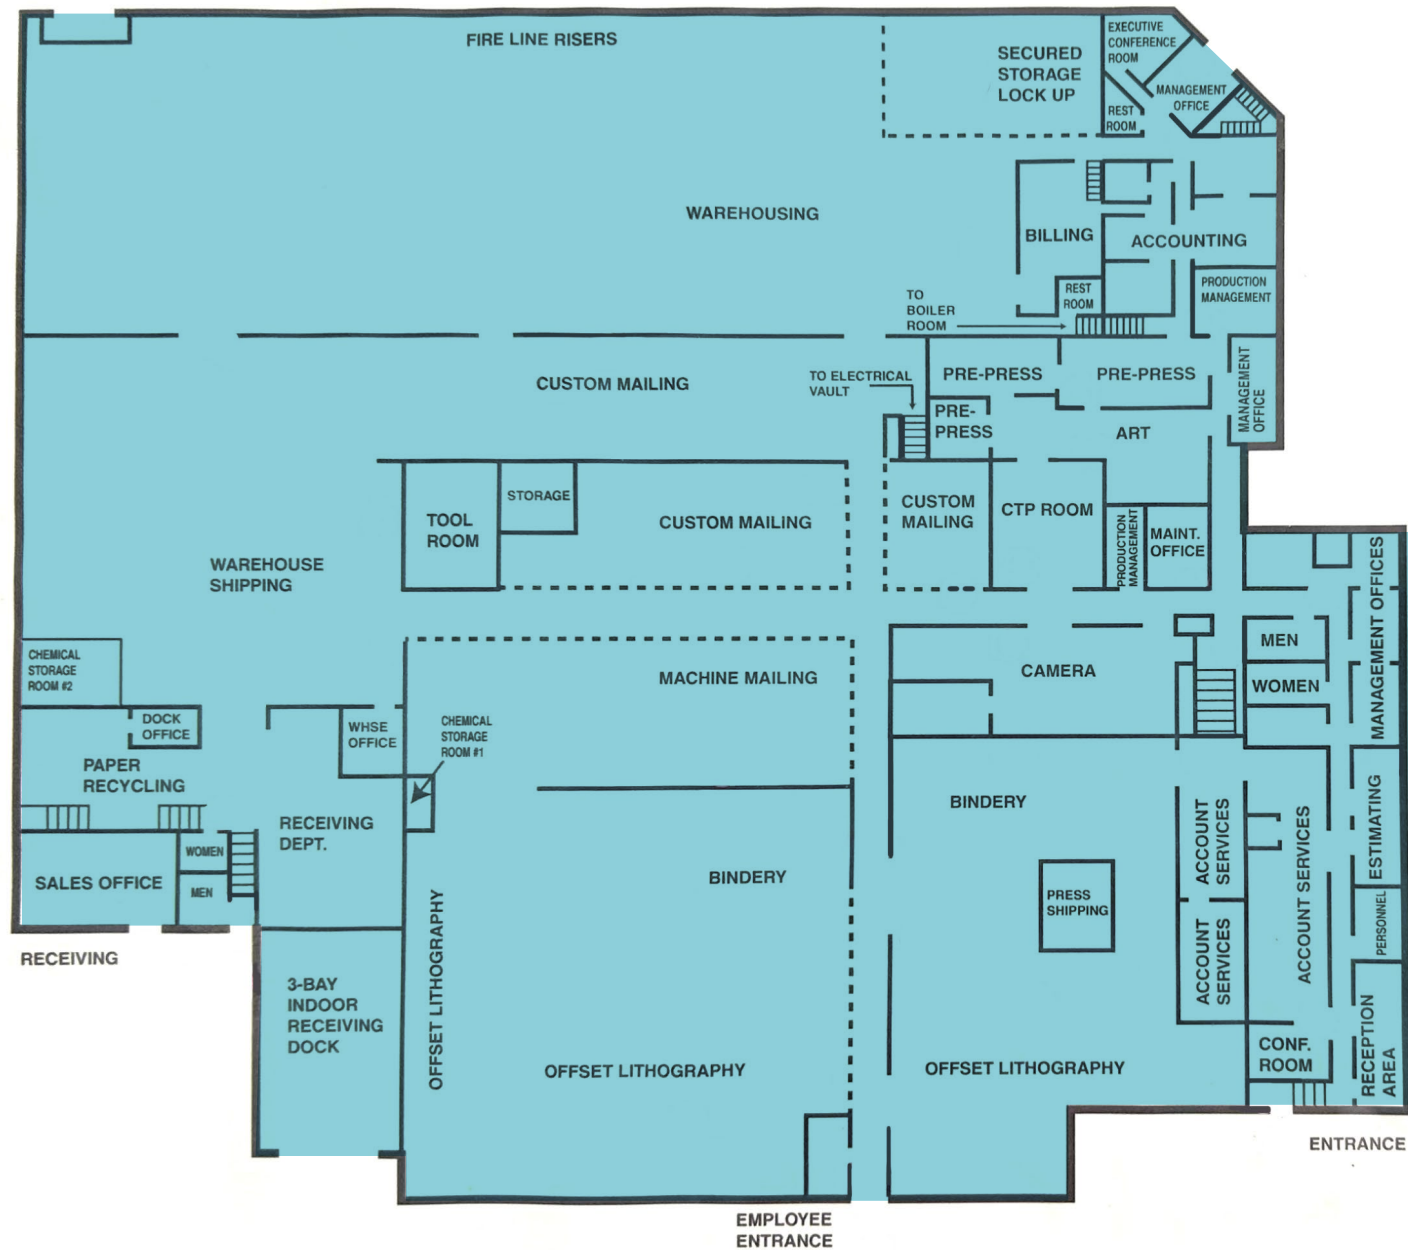 FIRE LINE RISERS
SECURED
STORAGE
LOCK UP
EXECUTIVE
CONFERENCE
ROOM
MANAGEMENT
OFFICE
REST
ROOM
WAREHOUSING
BILLING
ACCOUNTING
REST
ROOM
PRODUCTION
MANAGEMENT
TO
BOILER
ROOM
CUSTOM MAILING
TO ELECTRICAL
VAULT
PRE-PRESS
PRE-PRESS
MANAGEMENT
OFFICE
PRE-
PRESS
ART
TOOL
ROOM
STORAGE
CUSTOM MAILING
CUSTOM
MAILING
CTP ROOM
PRODUCTION
MANAGEMENT
MAINT.
OFFICE
WAREHOUSE
SHIPPING
MANAGEMENT OFFICES
CHEMICAL
STORAGE
ROOM #2
MACHINE MAILING
CAMERA
MEN
WOMEN
DOCK
OFFICE
WHSE
OFFICE
CHEMICAL
STORAGE
ROOM #1
PAPER
RECYCLING
RECEIVING
DEPT.
BINDERY
BINDERY
ACCOUNT
SERVICES
ACCOUNT SERVICES
ESTIMATING
WOMEN
MEN
SALES OFFICE
PRESS
SHIPPING
ACCOUNT
SERVICES
PERSONNEL
RECEIVING
3-BAY
INDOOR
RECEIVING
DOCK
OFFSET LITHOGRAPHY
OFFSET LITHOGRAPHY
OFFSET LITHOGRAPHY
CONF.
ROOM
RECEPTION
AREA
ENTRANCE
EMPLOYEE
ENTRANCE